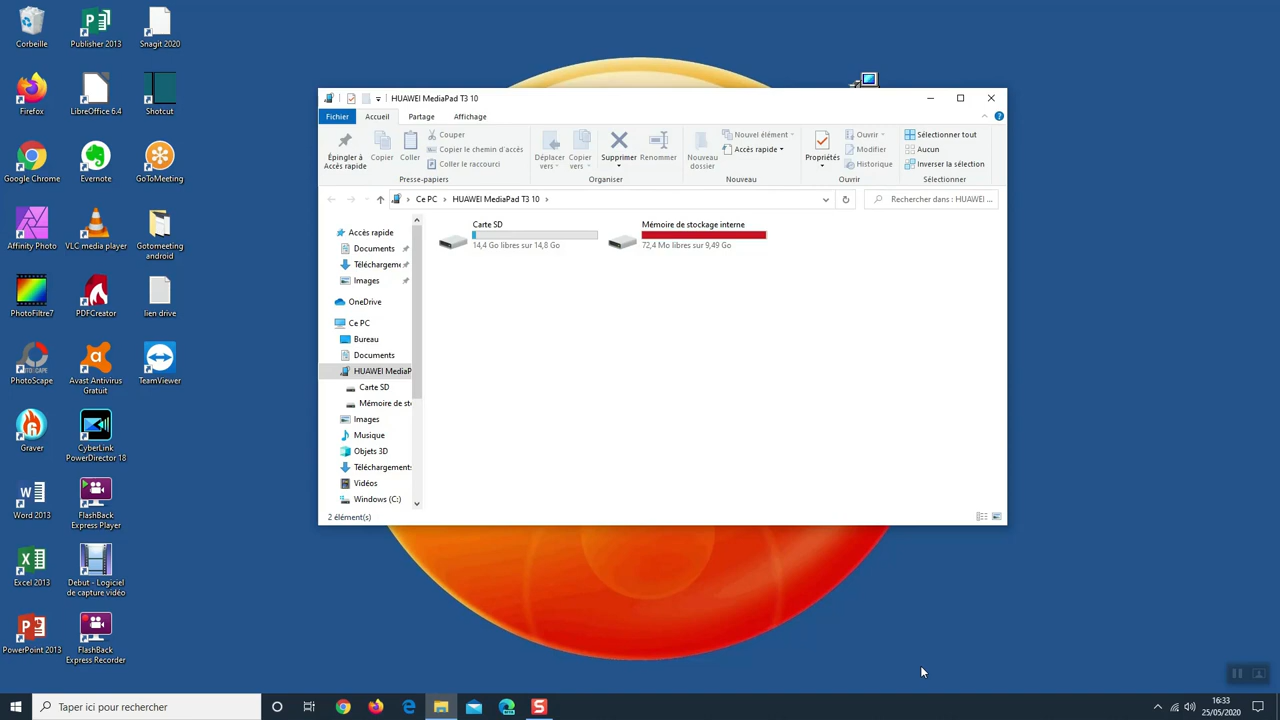 Corbeille
Publisher 2013
Snagit 2020
Firefox
LibreOffice 6.4
Shotcut
Google Chrome
Evernote
GoToMeeting
Affinity Photo
VLC media player
Gotomeeting
android
PhotoFiltre7
PDFCreator
lien drive
PhotoScape
Avast Antivirus
Gratuit
TeamViewer
Graver
CyberLink
PowerDirector 18
Word 2013
FlashBack
Express Player
Excel 2013
Debut - Logiciel
de capture vidéo
PowerPoint 2013
FlashBack
Express Recorder
HUAWEI MediaPad T3 10
Fichier
Accueil
Partage
Affichage
Épingler à
Accès rapide
Copier
Coller
Couper
Copier le chemin d'accès
Coller le raccourci
Presse-papiers
Déplacer
vers
Copier
vers
Supprimer
Renommer
Organiser
Nouveau
dossier
Nouvel élément
Accès rapide
Nouveau
Propriétés
Ouvrir
Modifier
Historique
Ouvrir
Sélectionner tout
Aucun
Inverser la sélection
Sélectionner
Ce PC
HUAWEI MediaPad T3 10
Rechercher dans : HUAWEI ...
Accès rapide
Documents
Téléchargeme
Images
OneDrive
Ce PC
Bureau
Documents
HUAWEI MediaP
Carte SD
Mémoire de sto
Images
Musique
Objets 3D
Téléchargements
Vidéos
Windows (C:)
Carte SD
14,4 Go libres sur 14,8 Go
Mémoire de stockage interne
72,4 Mo libres sur 9,49 Go
2 élément(s)
Taper ici pour rechercher
16:33
25/05/2020